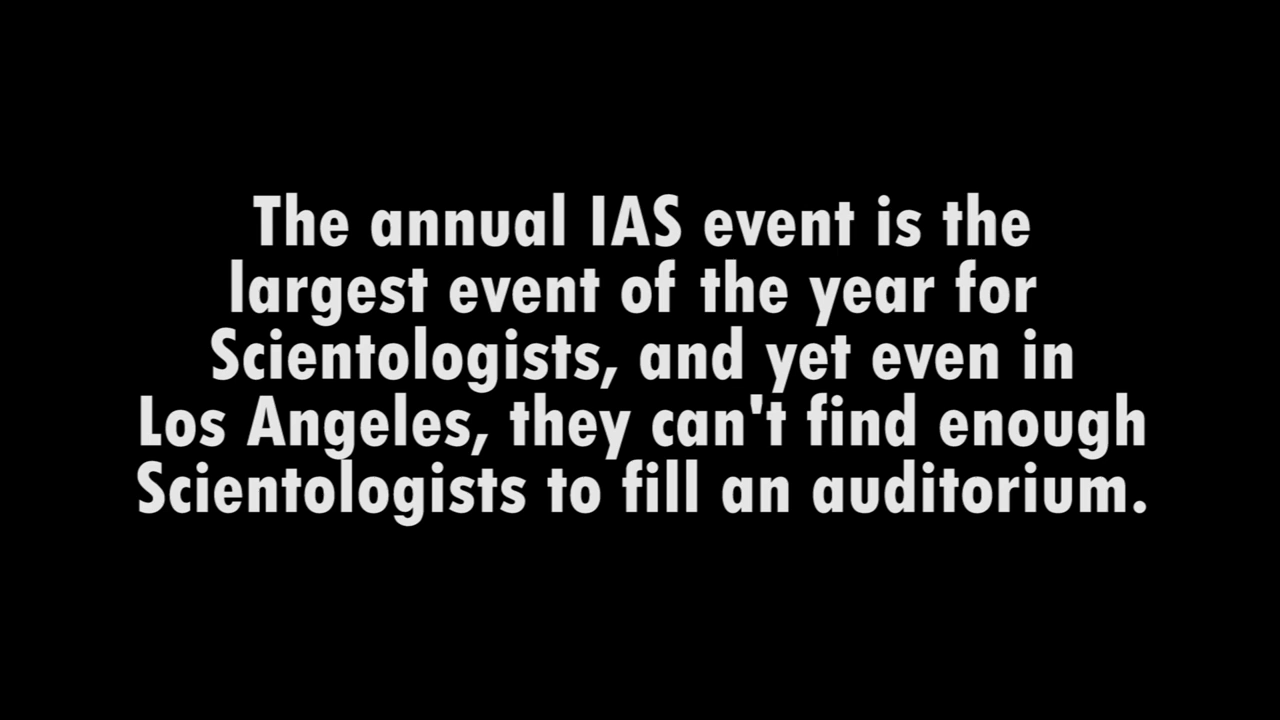 The annual IAS event is the
largest event of the year for
Scientologists, and yet even in
Los Angeles, they can't find enough
Scientologists to fill an auditorium.